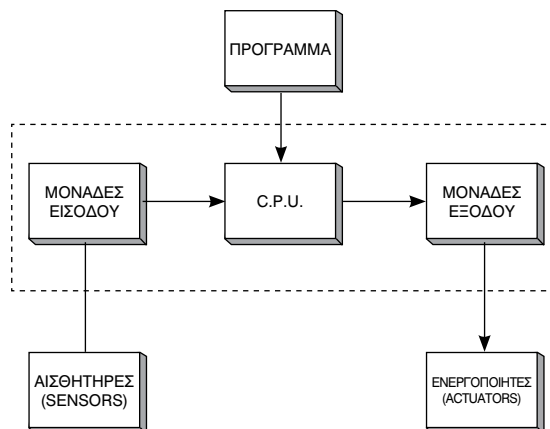 ΠΡΟΓΡΑΜΜΑ
ΜΟΝΑΔΕΣ
ΕΙΣΟΔΟΥ
C.P.U.
ΜΟΝΑΔΕΣ
ΕΞΟΔΟΥ
ΑΙΣΘΗΤΗΡΕΣ
(SENSORS)
ΕΝΕΡΓΟΠΟΙΗΤΕΣ
(ACTUATORS)